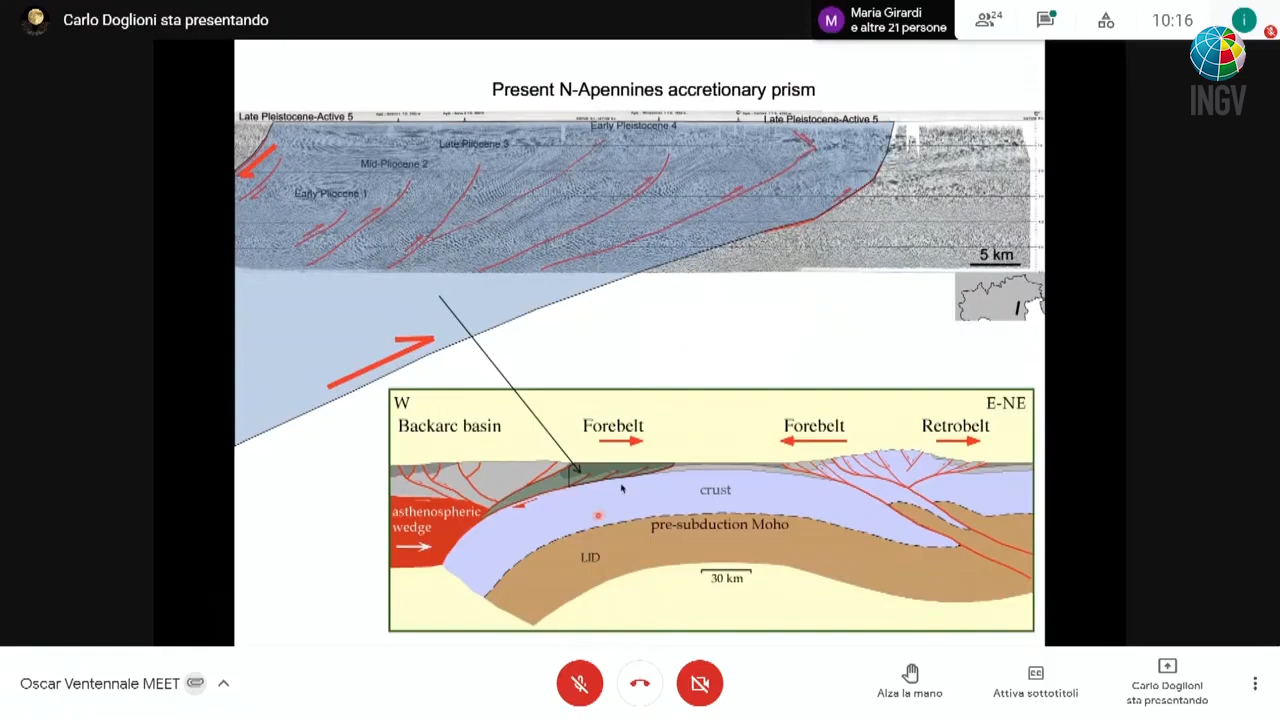 Carlo Doglioni sta presentando
M
Maria Girardi
e altre 21 persone
24
10:16
i
INGV
Present N-Apennines accretionary prism
Late Pleistocene-Active 5
Late Pleistocene-Active 5
Early Pleistocene 4
Late Pliocene 3
Mid-Pliocene 2
Early Pliocene 1
5 km
W
E-NE
Backarc basin
Forebelt
Forebelt
Retrobelt
crust
asthenospheric
wedge
pre-subduction Moho
LID
30 km
Oscar Ventennale MEET
Alza la mano
CC
Attiva sottotitoli
Carlo Doglioni
sta presentando